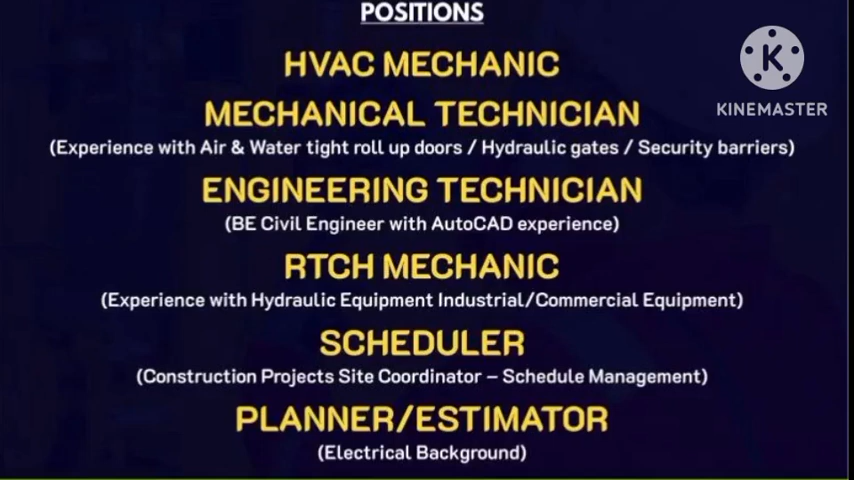 POSITIONS
HVAC MECHANIC
KINEMASTER
MECHANICAL TECHNICIAN
(Experience with Air & Water tight roll up doors / Hydraulic gates / Security barriers)
ENGINEERING TECHNICIAN
(BE Civil Engineer with AutoCAD experience)
RTCH MECHANIC
(Experience with Hydraulic Equipment Industrial/Commercial Equipment)
SCHEDULER
(Construction Projects Site Coordinator – Schedule Management)
PLANNER/ESTIMATOR
(Electrical Background)